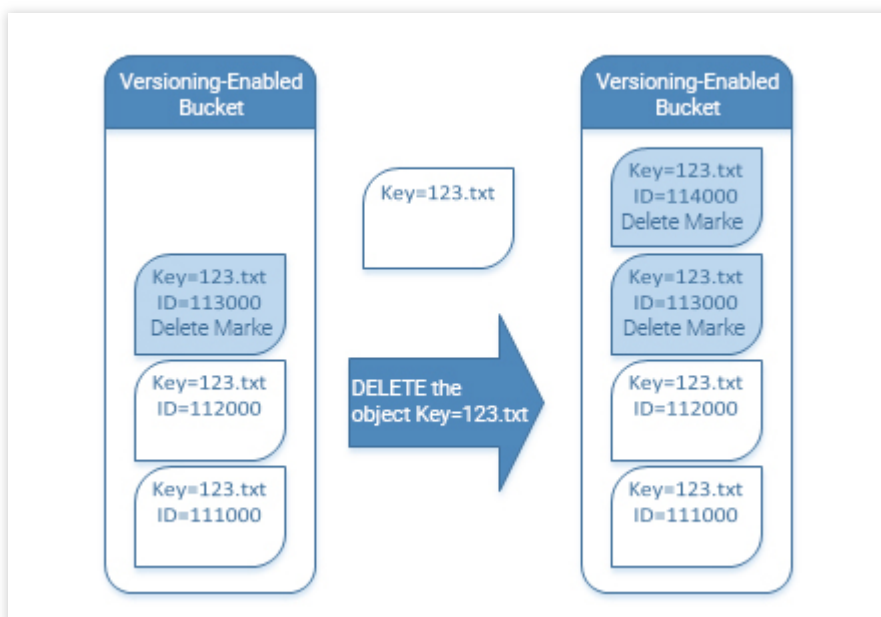 Versioning-Enabled
Bucket
Key=123.txt
ID=113000
Delete Marke
Key=123.txt
ID=112000
Key=123.txt
ID=111000
Key=123.txt
DELETE the
object Key=123.txt
Versioning-Enabled
Bucket
Key=123.txt
ID=114000
Delete Marke
Key=123.txt
ID=113000
Delete Marke
Key=123.txt
ID=112000
Key=123.txt
ID=111000